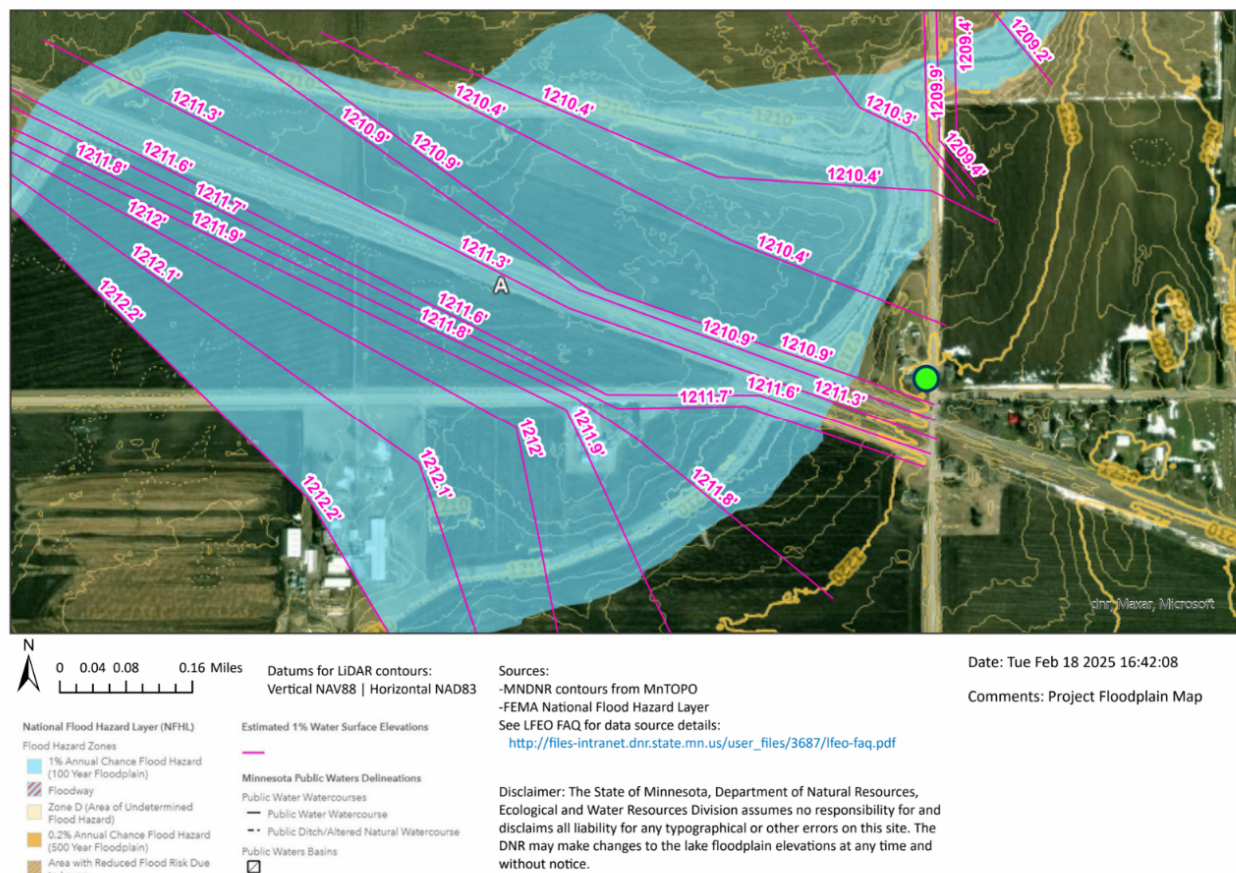 1209.4'
1209.2'
1209.9'
1210
1210
1211.3'
1210.4'
1210.4'
1210.3'
1210
1210.9'
1210.9'
1209.4'
1211.6'
1211.8'
1211.7'
1210.4'
1212'
1211.9'
1211.3'
1210.4'
1212.1'
A
1212.2'
1211.6'
1211.8'
1210.9'
1210.9'
1211.7'
1211.6'
1211.3'
1212'
1211.9'
1212.1'
1212.2'
1211.8'
1210
1220
dnr, Maxar, Microsoft
N
0 0.04 0.08 0.16 Miles
Datums for LiDAR contours:
Vertical NAV88 | Horizontal NAD83
Sources:
-MNDNR contours from MnTOPO
-FEMA National Flood Hazard Layer
See LFEO FAQ for data source details:
http://files-intranet.dnr.state.mn.us/user_files/3687/lfeo-faq.pdf
Date: Tue Feb 18 2025 16:42:08
Comments: Project Floodplain Map
National Flood Hazard Layer (NFHL)
Flood Hazard Zones
1% Annual Chance Flood Hazard
(100 Year Floodplain)
Floodway
Zone D (Area of Undetermined
Flood Hazard)
0.2% Annual Chance Flood Hazard
(500 Year Floodplain)
Area with Reduced Flood Risk Due
Estimated 1% Water Surface Elevations
Minnesota Public Waters Delineations
Public Water Watercourses
Public Water Watercourse
Public Ditch/Altered Natural Watercourse
Public Waters Basins
Disclaimer: The State of Minnesota, Department of Natural Resources,
Ecological and Water Resources Division assumes no responsibility for and
disclaims all liability for any typographical or other errors on this site. The
DNR may make changes to the lake floodplain elevations at any time and
without notice.